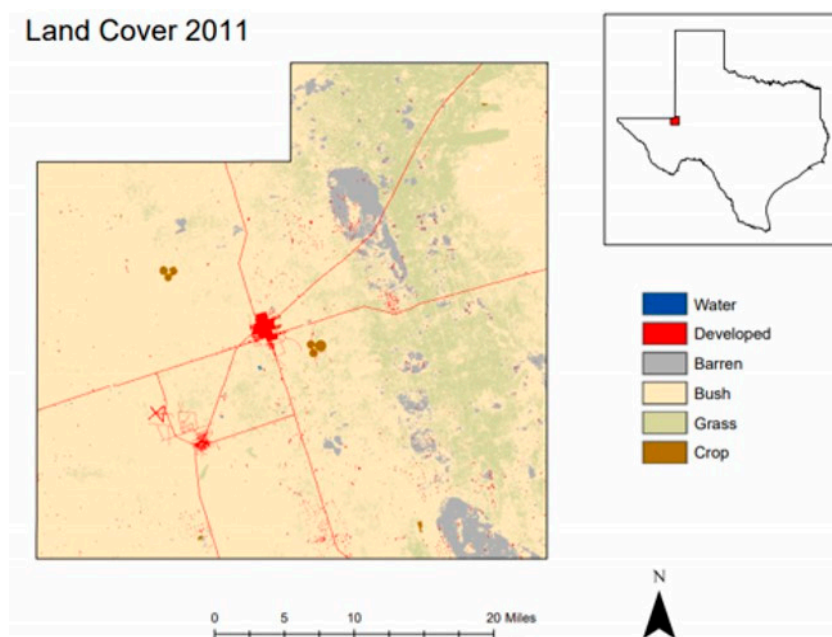 Land Cover 2011
Water
Developed
Barren
Bush
Grass
Crop
0 5 10 20 Miles
N